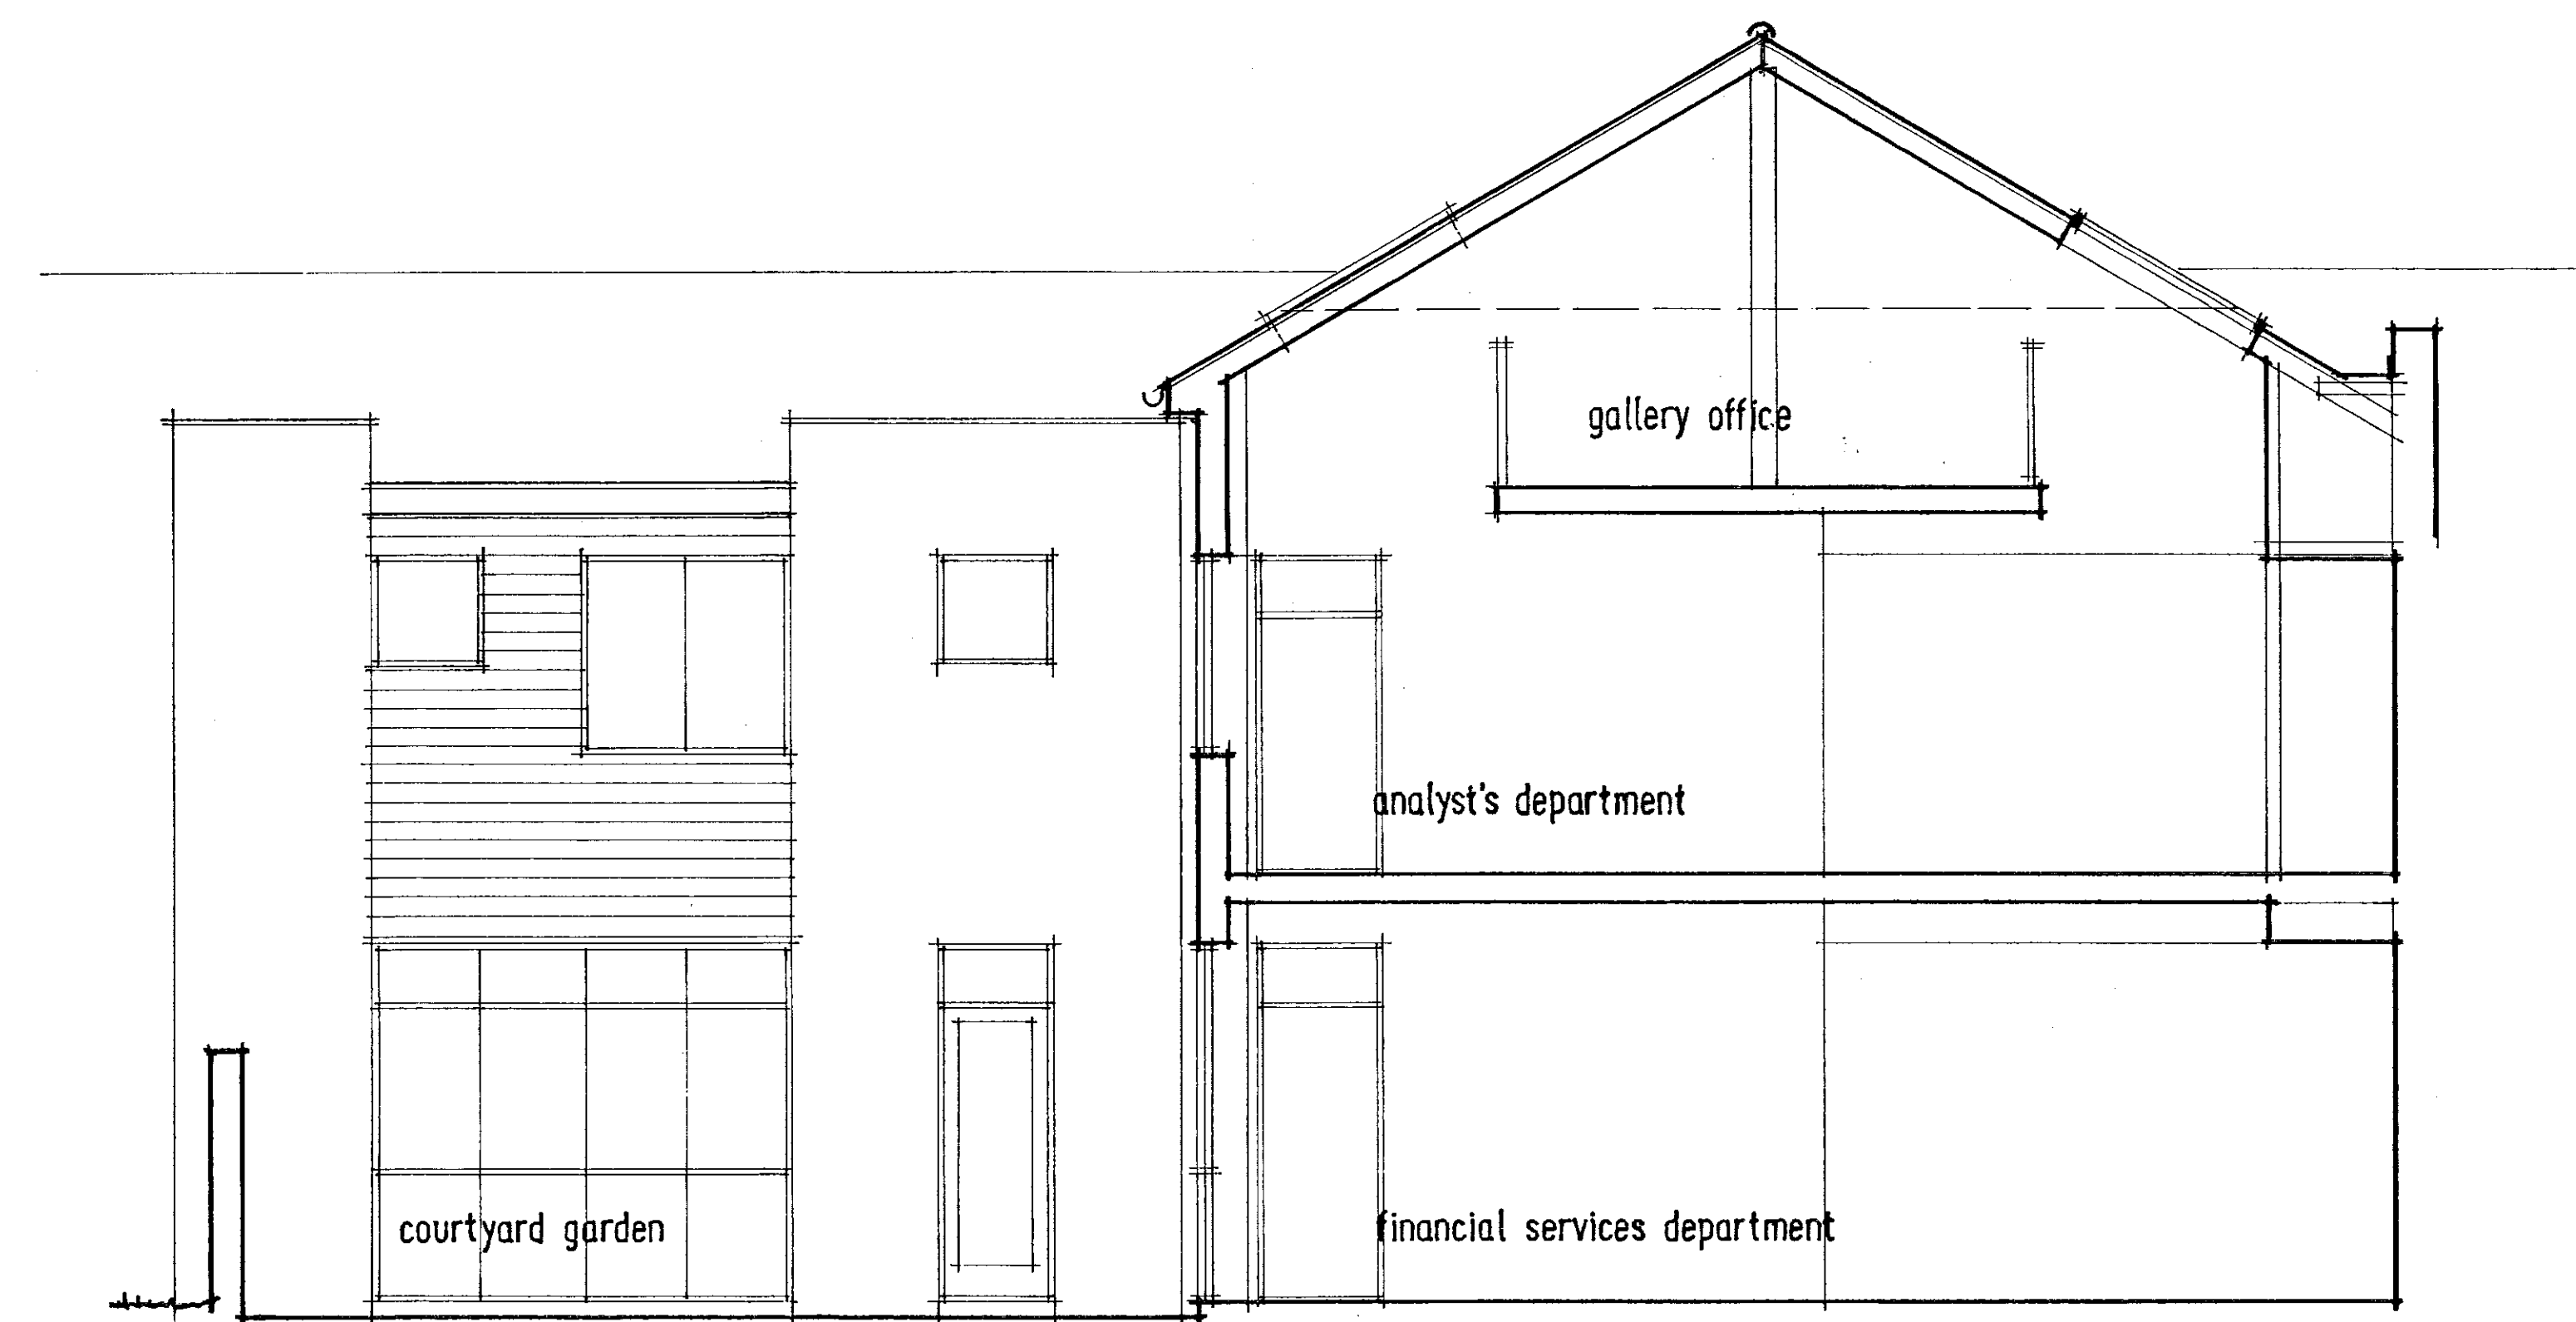 gallery office
analyst's department
courtyard garden
financial services department